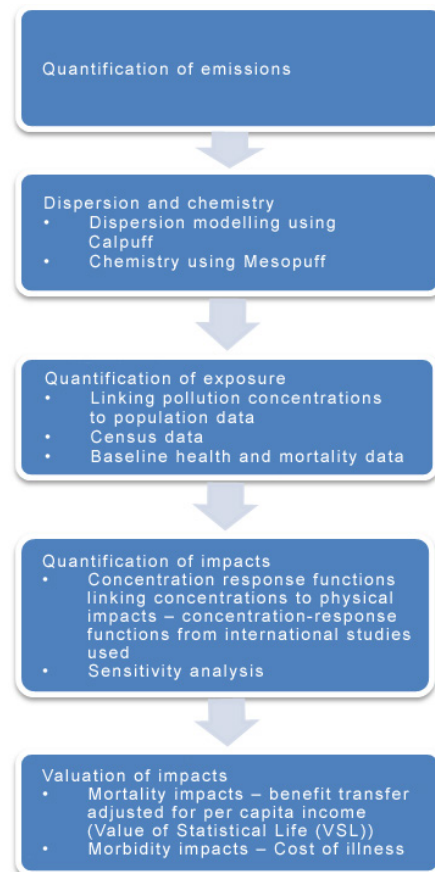 Quantification of emissions
Dispersion and chemistry
• Dispersion modelling using
Calpuff
• Chemistry using Mesopuff
Quantification of exposure
• Linking pollution concentrations
to population data
• Census data
• Baseline health and mortality data
Quantification of impacts
• Concentration response functions
linking concentrations to physical
impacts – concentration-response
functions from international studies
used
• Sensitivity analysis
Valuation of impacts
• Mortality impacts – benefit transfer
adjusted for per capita income
(Value of Statistical Life (VSL))
• Morbidity impacts – Cost of illness